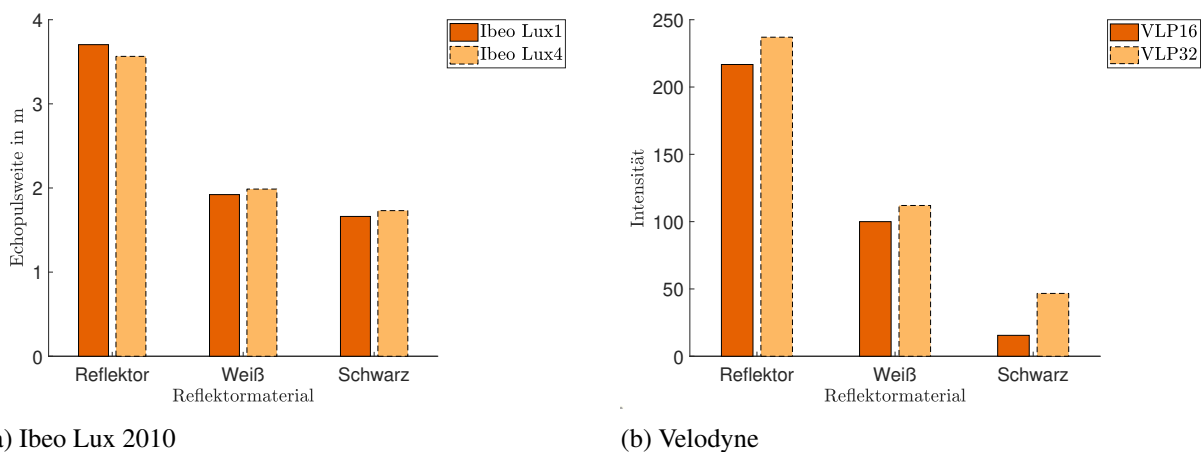 4
3
2
1
0
Echopulsweite in m
Reflektor Weiß Schwarz
Reflektormaterial
Ibeo Lux1
Ibeo Lux4
) Ibeo Lux 2010
250
200
150
100
50
0
Intensität
Reflektor Weiß Schwarz
Reflektormaterial
VLP16
VLP32
(b) Velodyne